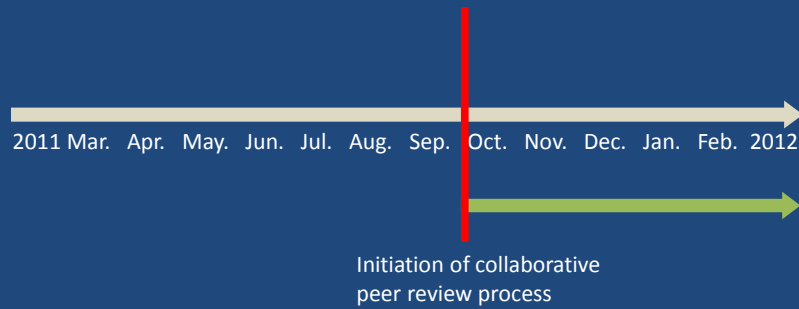 2011 Mar. Apr. May. Jun. Jul. Aug. Sep. Oct. Nov. Dec. Jan. Feb. 2012
Initiation of collaborative
peer review process